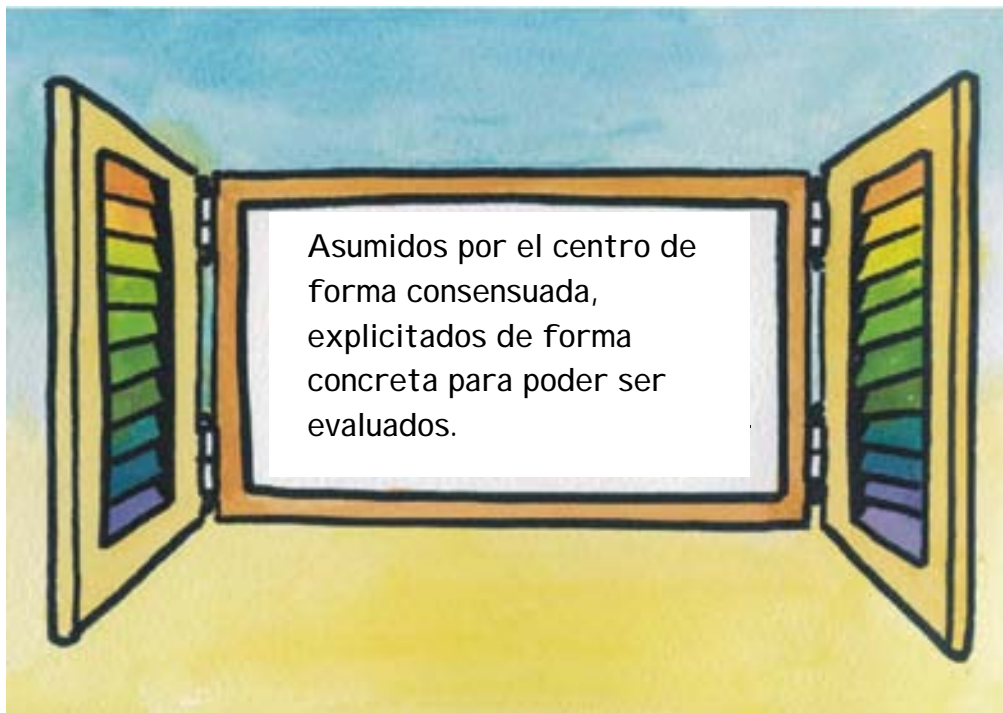 Asumidos por el centro de
forma consensuada,
explicitados de forma
concreta para poder ser
evaluados.